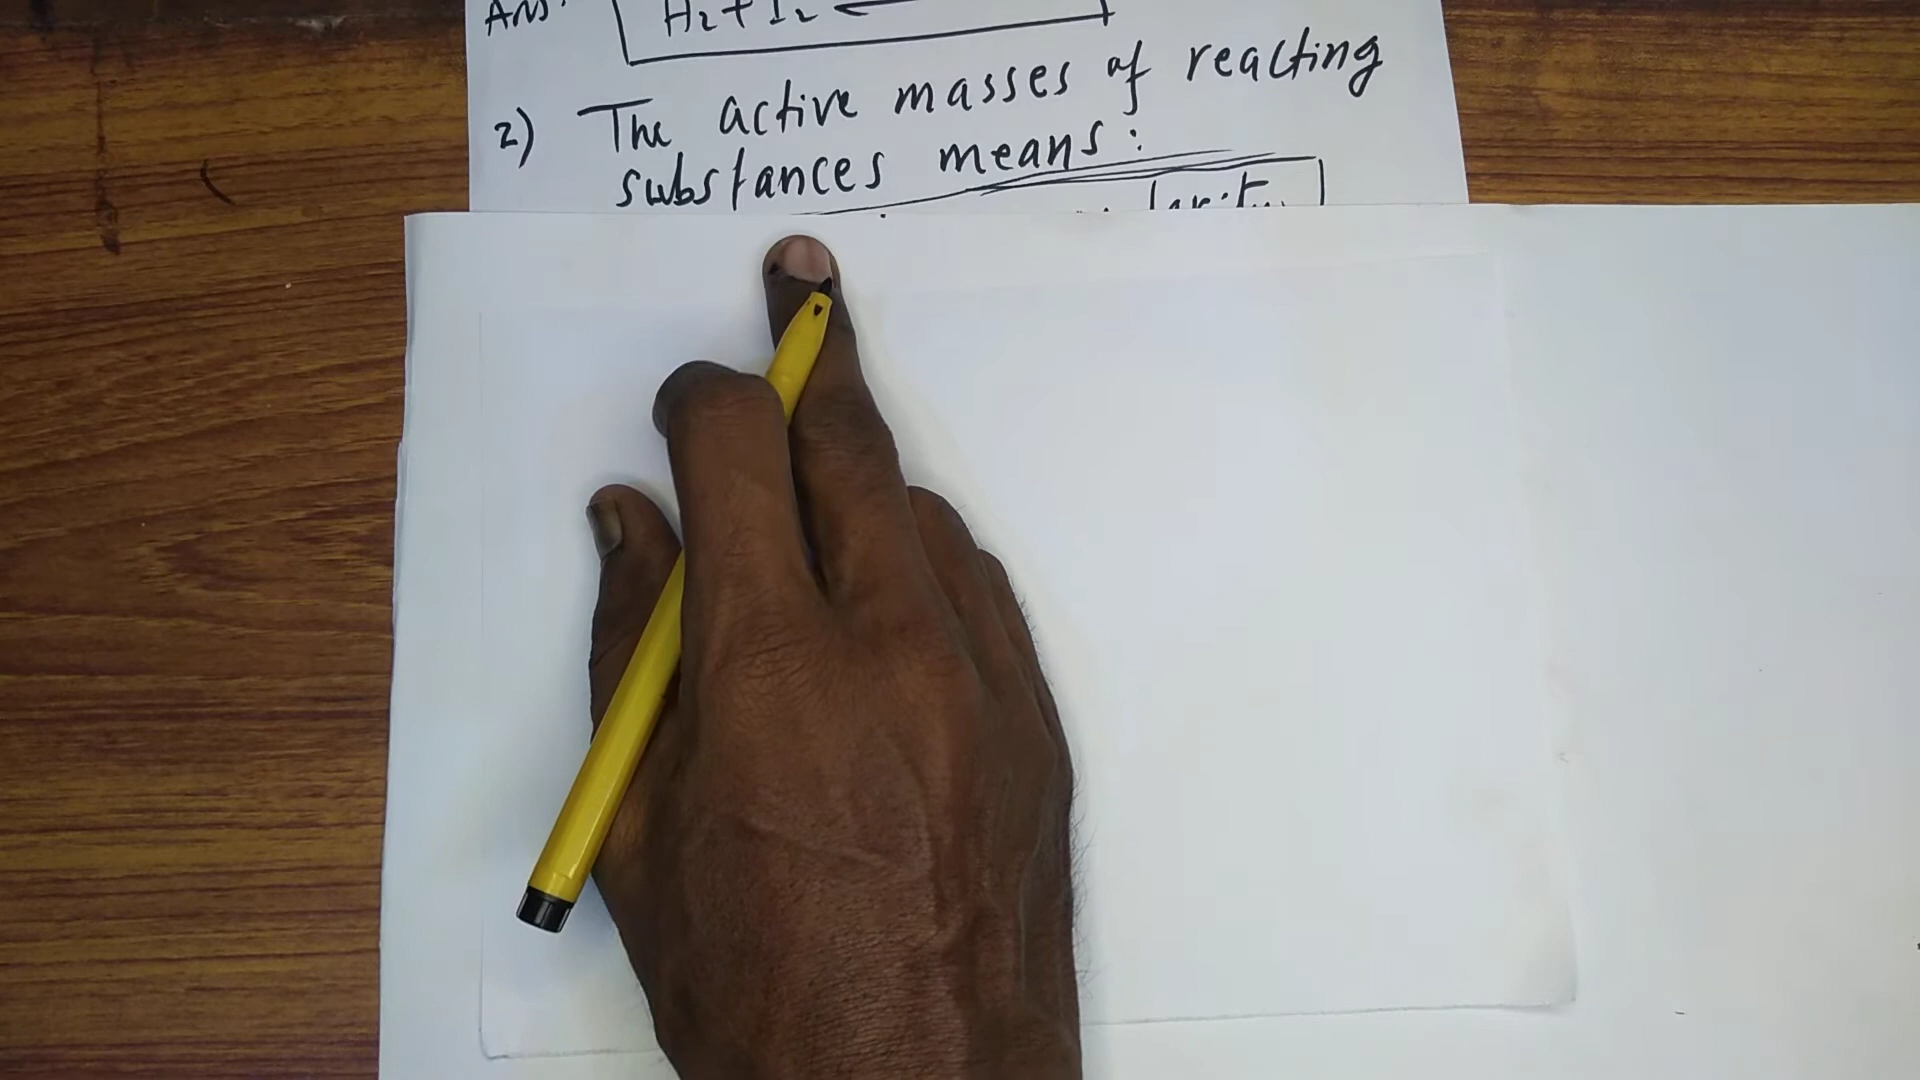 Ans:
H₂ + I₂ ⇌
2) The active masses of reacting
substances means: